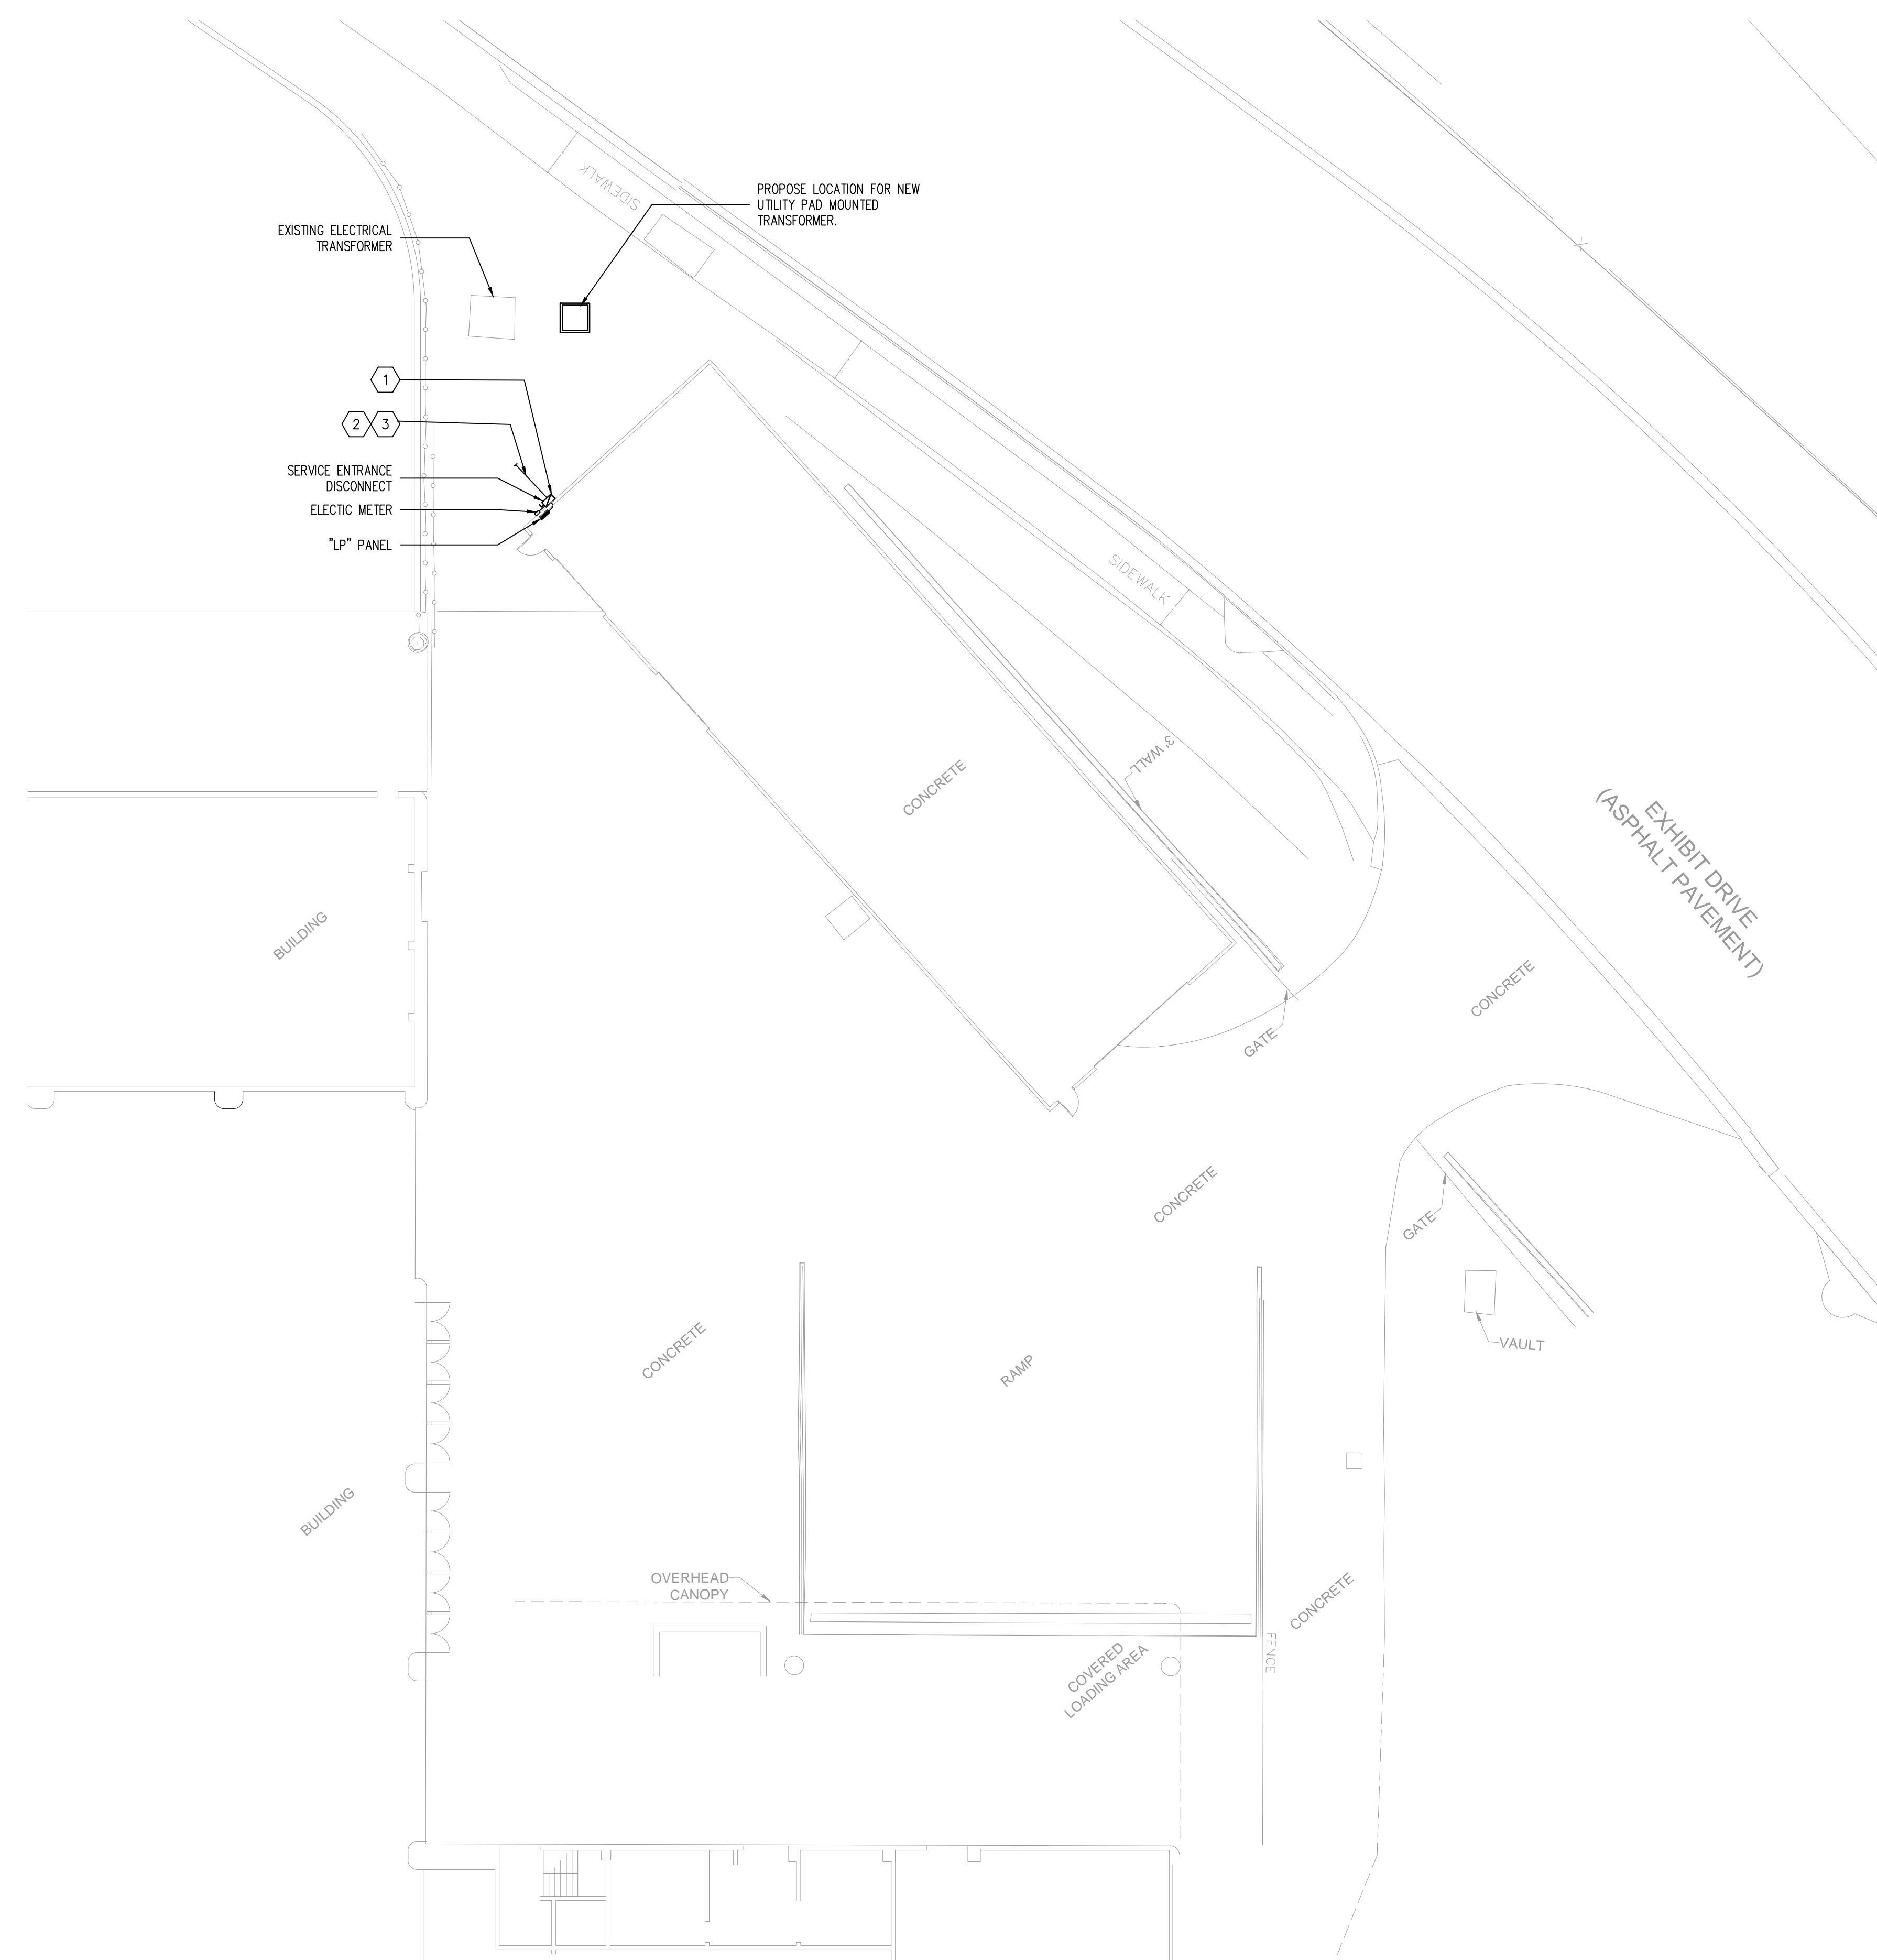 SIDEWALK
PROPOSE LOCATION FOR NEW
UTILITY PAD MOUNTED
TRANSFORMER.
EXISTING ELECTRICAL
TRANSFORMER
X
1
2
3
SERVICE ENTRANCE
DISCONNECT
ELECTIC METER
"LP" PANEL
SIDEWALK
3' WALL
CONCRETE
EXHIBIT DRIVE
(ASPHALT PAVEMENT)
BUILDING
CONCRETE
GATE
CONCRETE
GATE
VAULT
CONCRETE
RAMP
BUILDING
OVERHEAD
CANOPY
CONCRETE
FENCE
COVERED
LOADING AREA